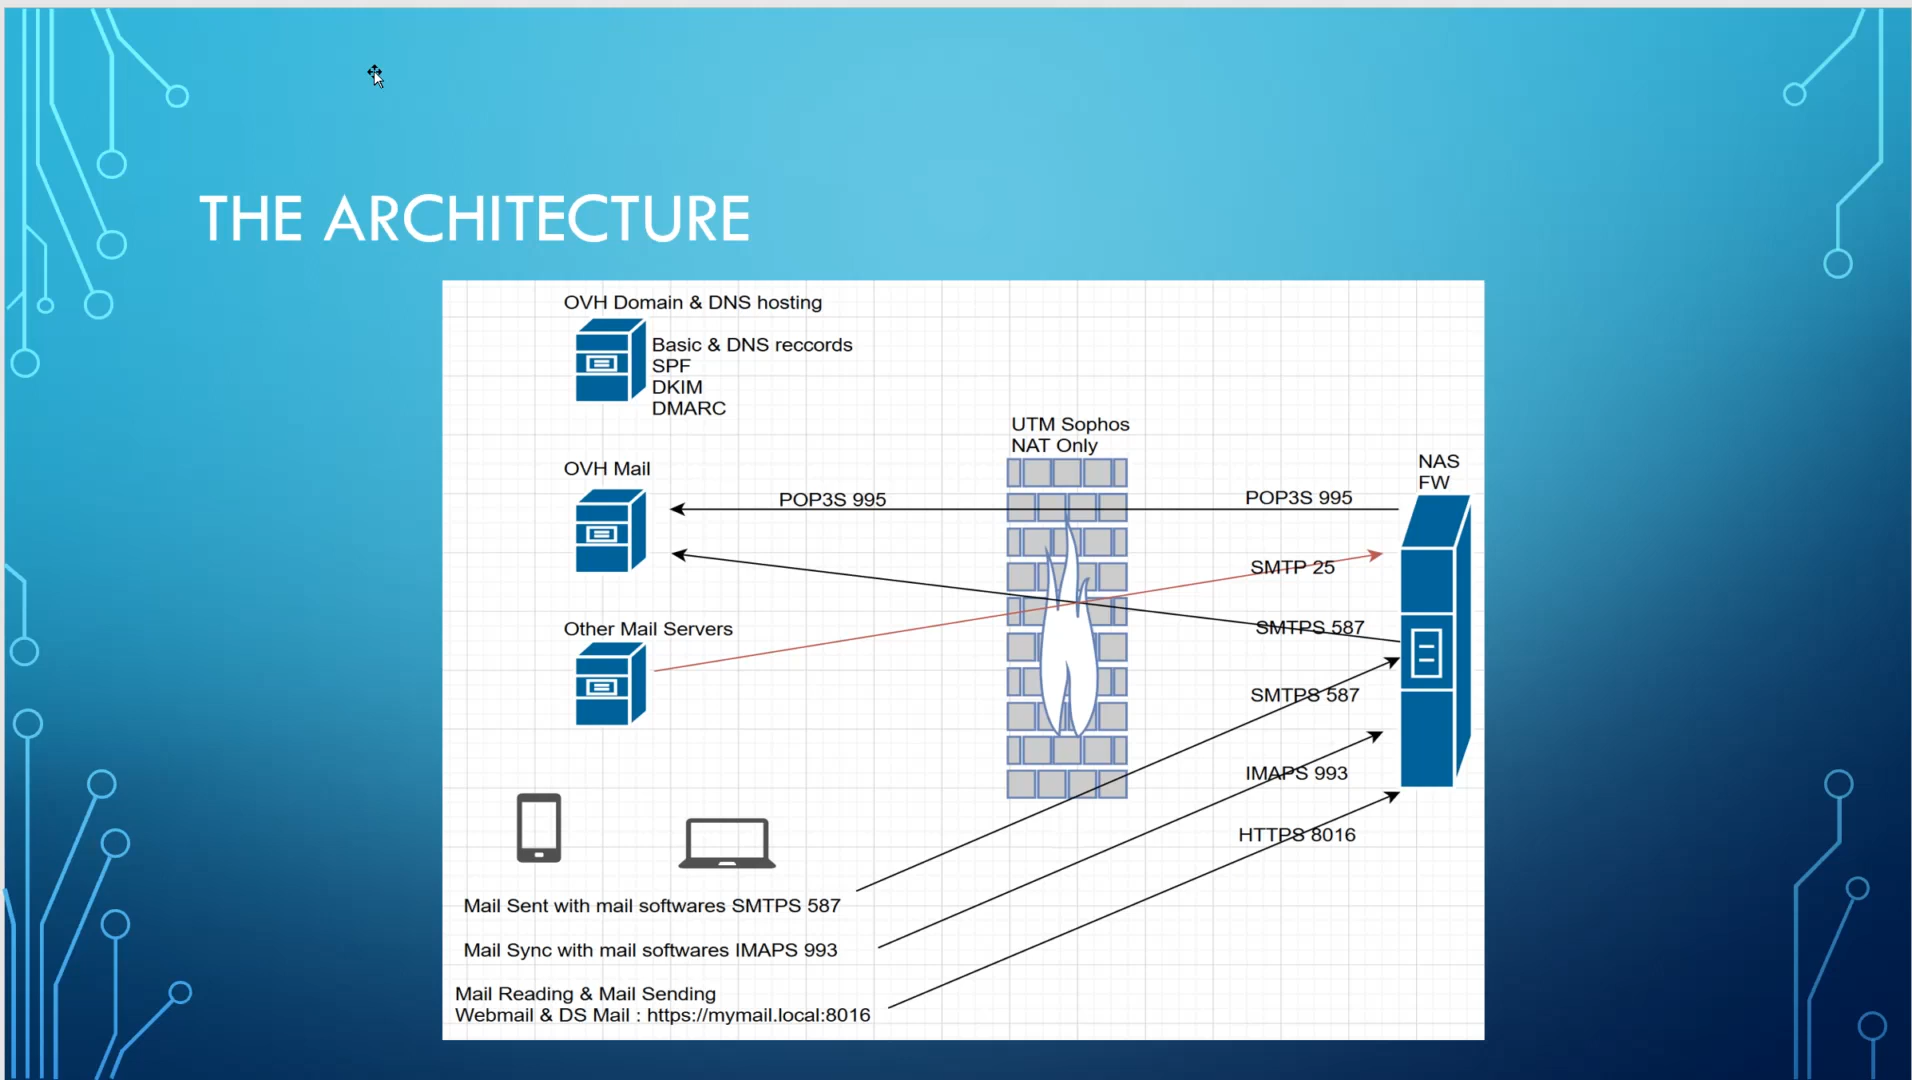 THE ARCHITECTURE
OVH Domain & DNS hosting
Basic & DNS reccords
SPF
DKIM
DMARC
UTM Sophos
NAT Only
OVH Mail
NAS
FW
POP3S 995
POP3S 995
SMTP 25
Other Mail Servers
SMTPS 587
SMTPS 587
IMAPS 993
HTTPS 8016
Mail Sent with mail softwares SMTPS 587
Mail Sync with mail softwares IMAPS 993
Mail Reading & Mail Sending
Webmail & DS Mail : https://mymail.local:8016